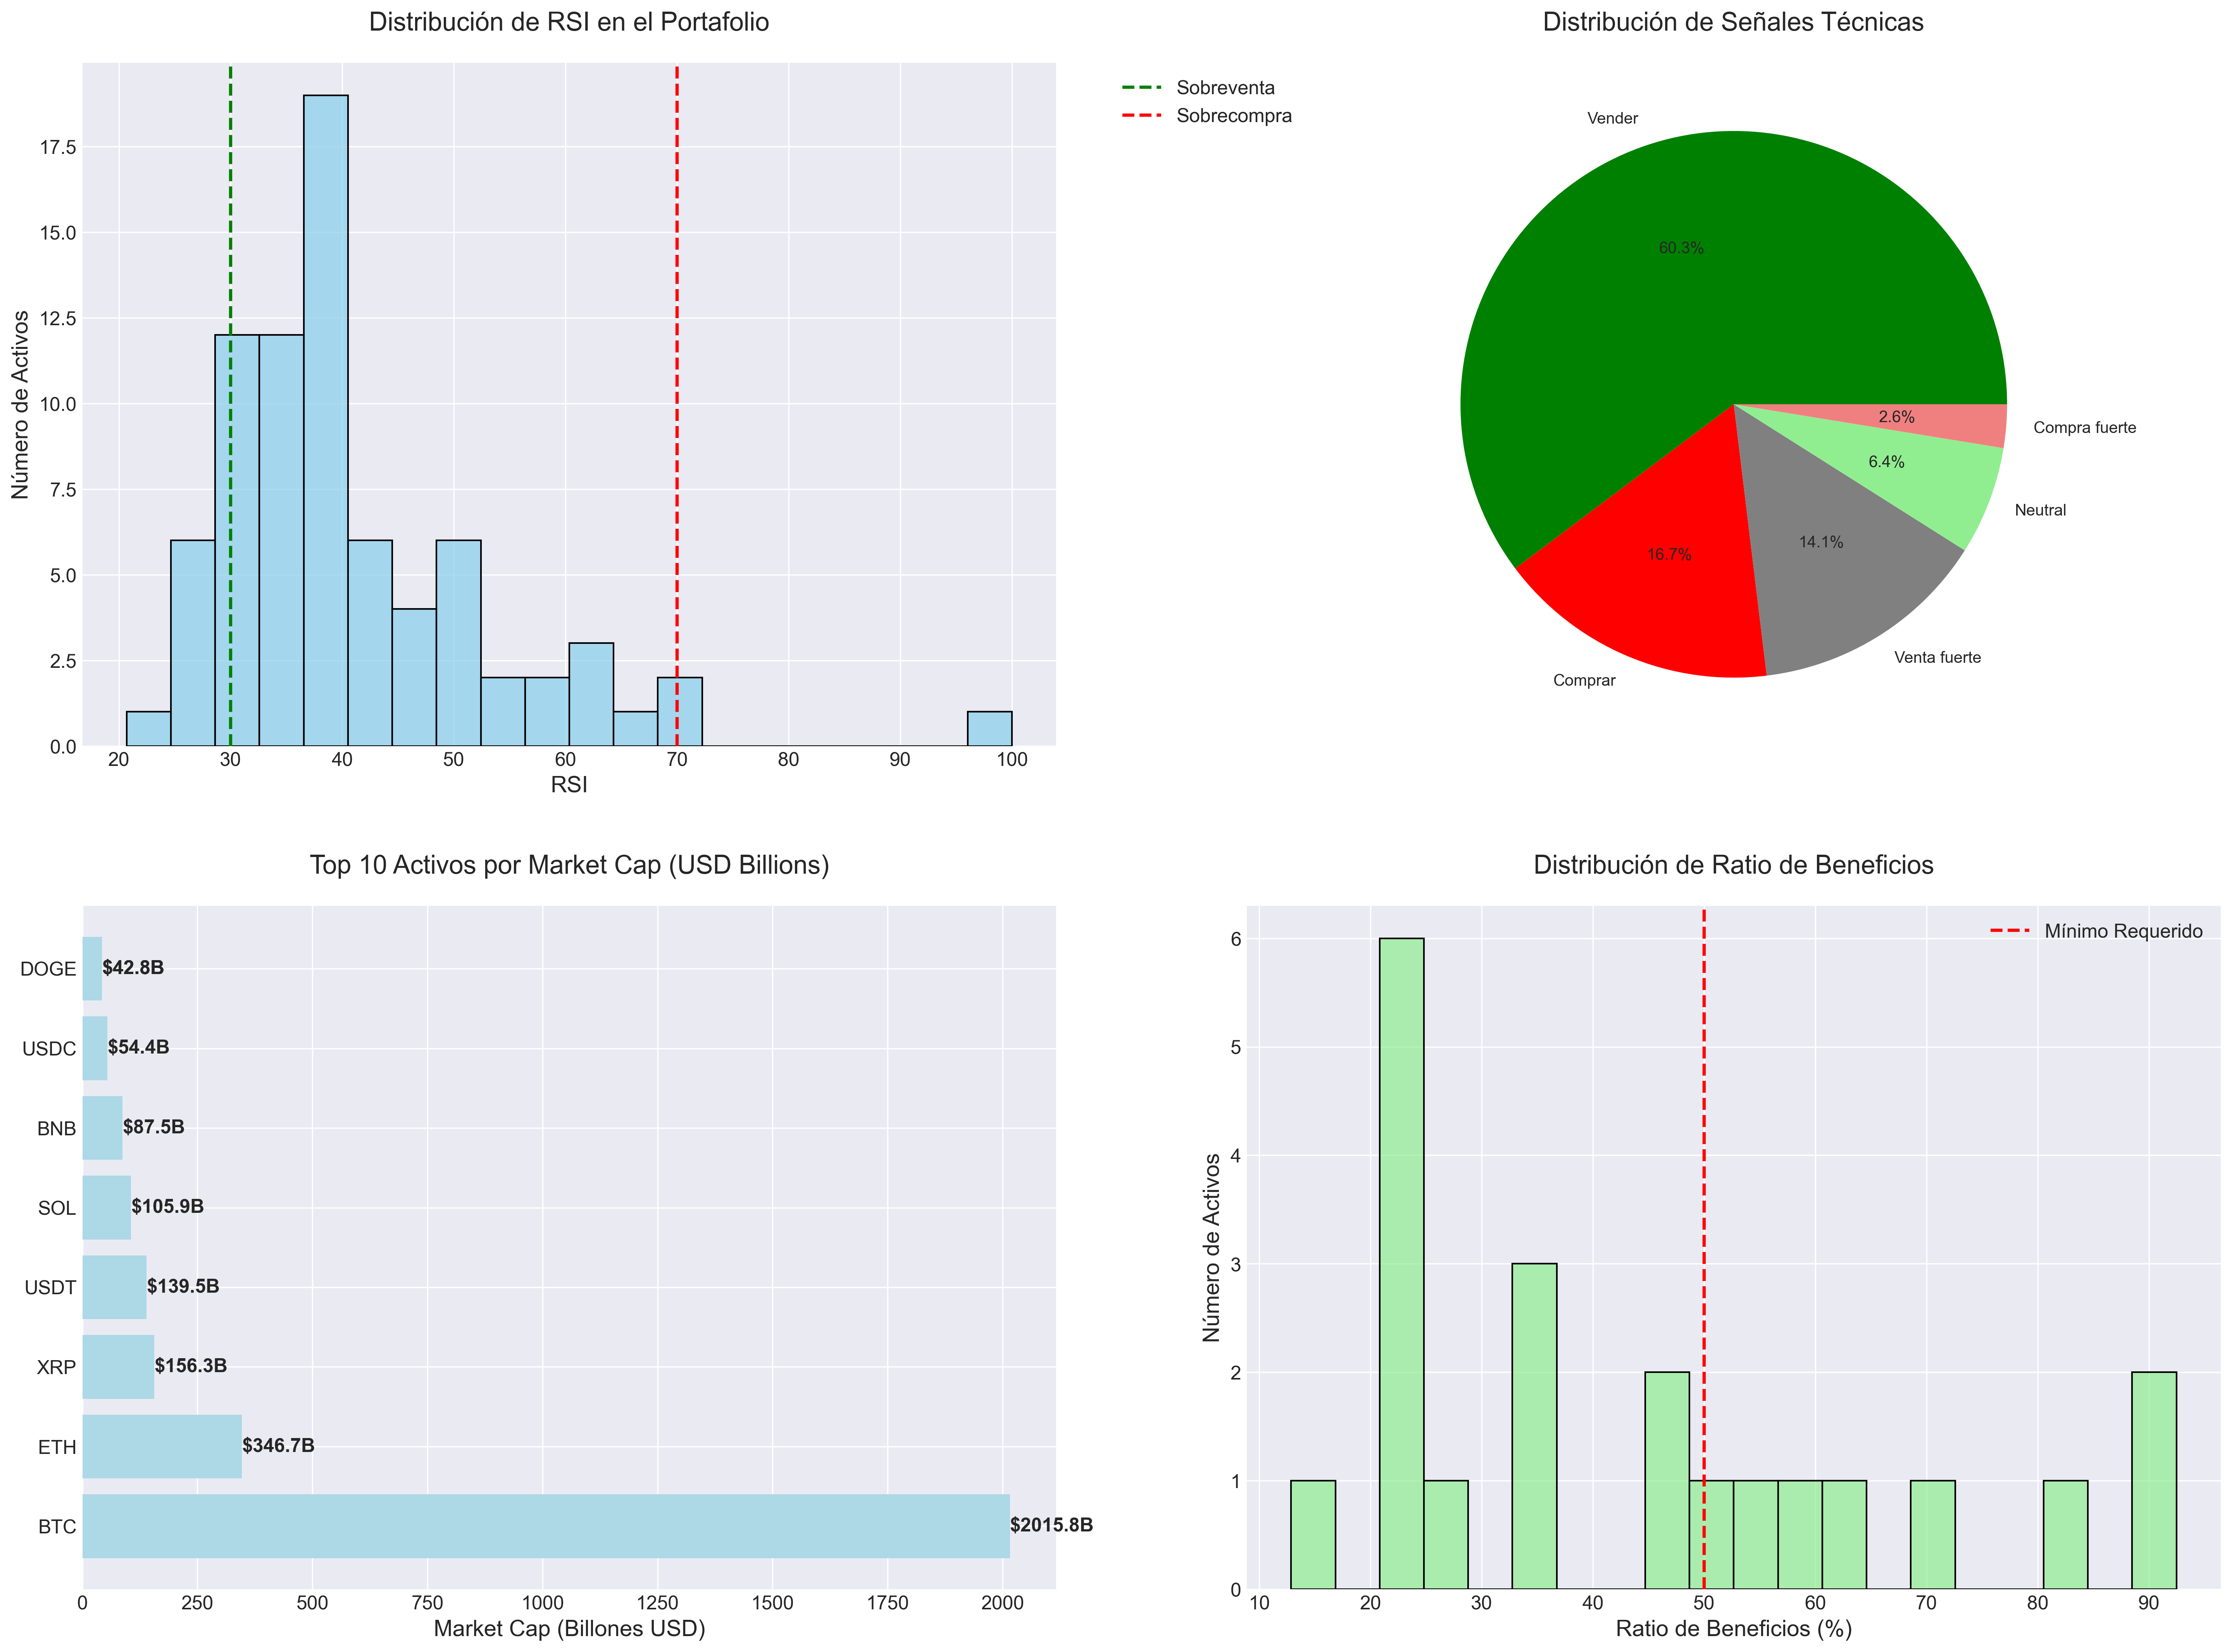 Distribución de RSI en el Portafolio
Número de Activos
17.5
15.0
12.5
10.0
7.5
5.0
2.5
0.0
20 30 40 50 60 70 80 90 100
RSI
Sobreventa
Sobrecompra
Distribución de Señales Técnicas
Vender
60.3%
Comprar
16.7%
Venta fuerte
14.1%
Neutral
6.4%
Compra fuerte
2.6%
Top 10 Activos por Market Cap (USD Billions)
DOGE $42.8B
USDC $54.4B
BNB $87.5B
SOL $105.9B
USDT $139.5B
XRP $156.3B
ETH $346.7B
BTC $2015.8B
0 250 500 750 1000 1250 1500 1750 2000
Market Cap (Billones USD)
Distribución de Ratio de Beneficios
Mínimo Requerido
Número de Activos
6
5
4
3
2
1
0
10 20 30 40 50 60 70 80 90
Ratio de Beneficios (%)